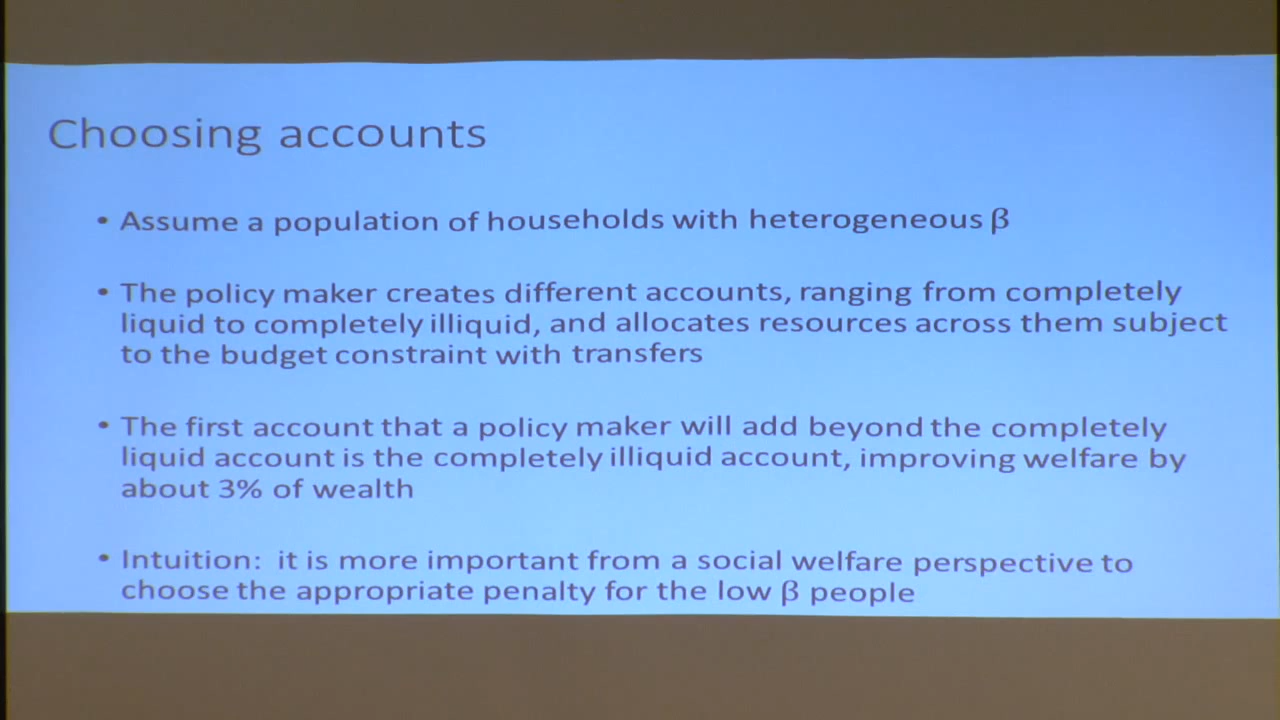 Choosing accounts
• Assume a population of households with heterogeneous β
• The policy maker creates different accounts, ranging from completely
liquid to completely illiquid, and allocates resources across them subject
to the budget constraint with transfers
• The first account that a policy maker will add beyond the completely
liquid account is the completely illiquid account, improving welfare by
about 3% of wealth
• Intuition:  it is more important from a social welfare perspective to
choose the appropriate penalty for the low β people